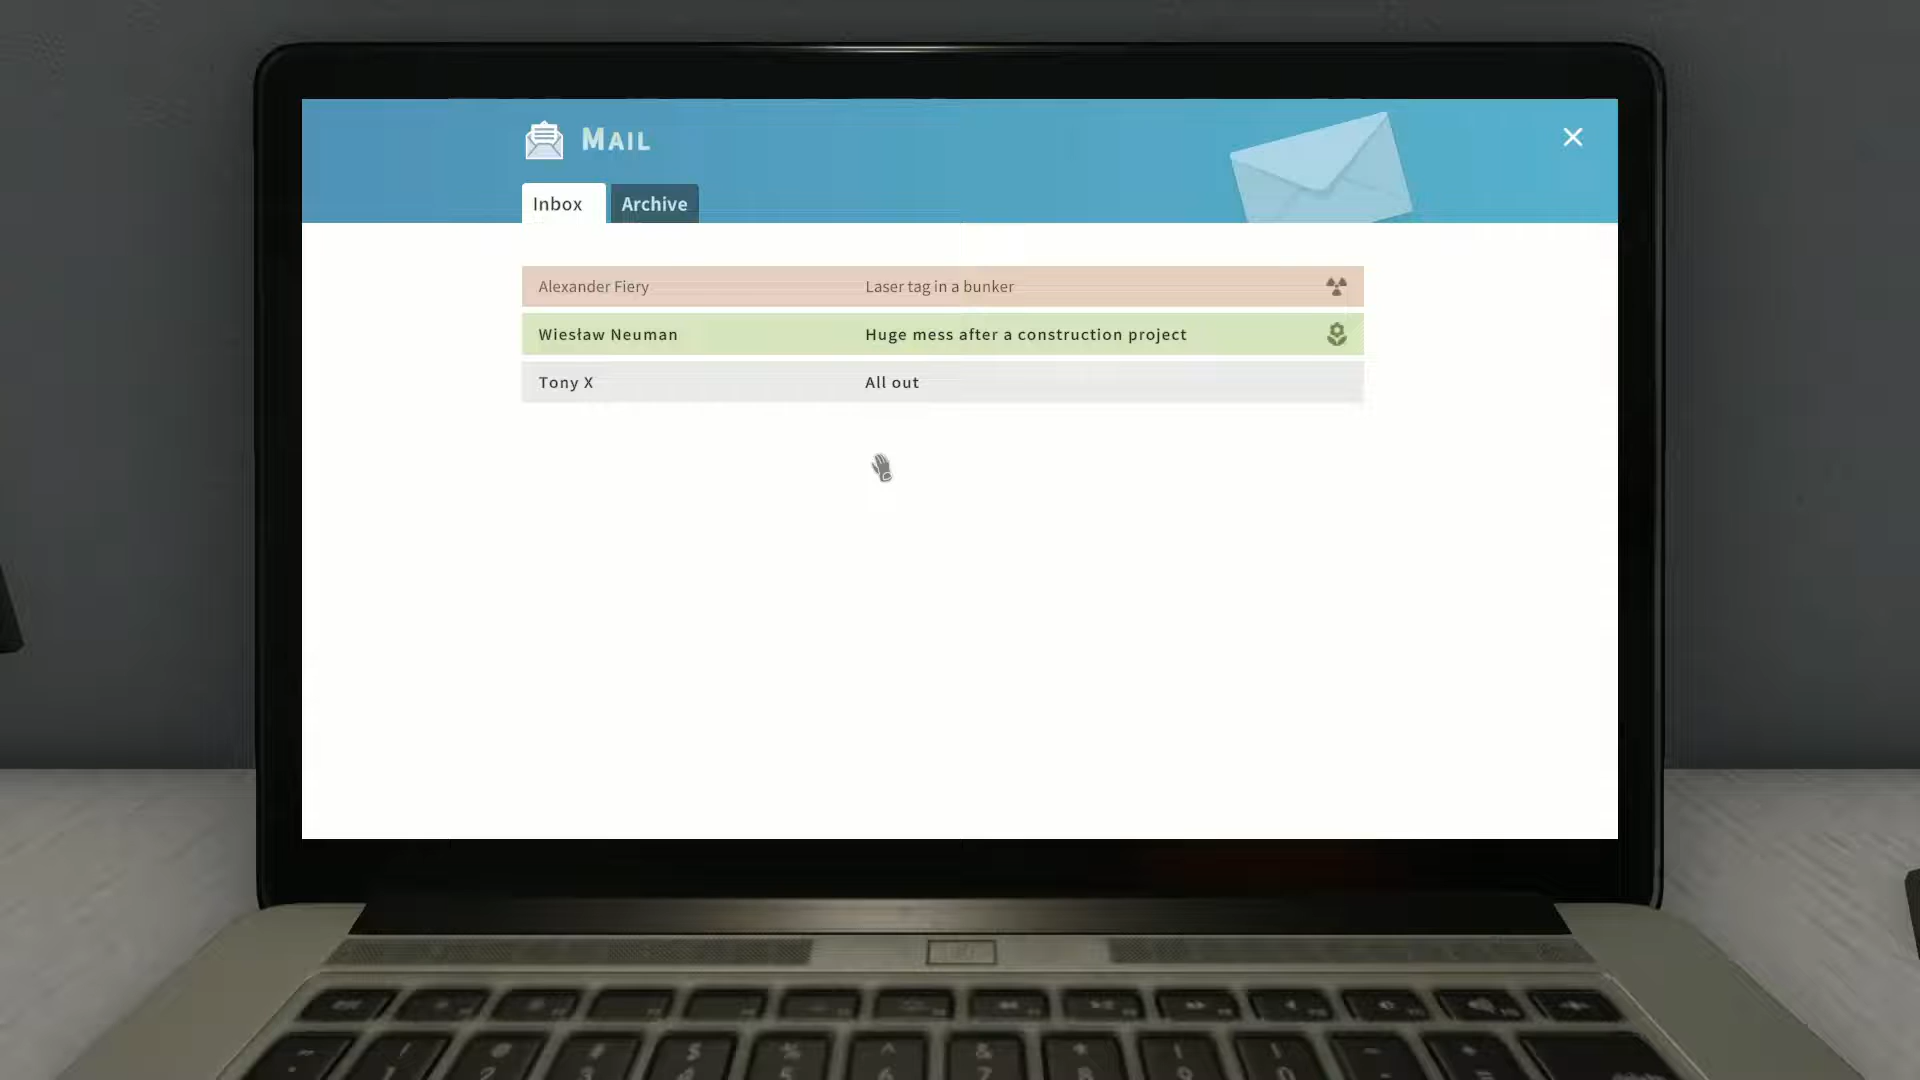 MAIL
Inbox
Archive
Alexander Fiery Laser tag in a bunker
Wiesław Neuman Huge mess after a construction project
Tony X All out